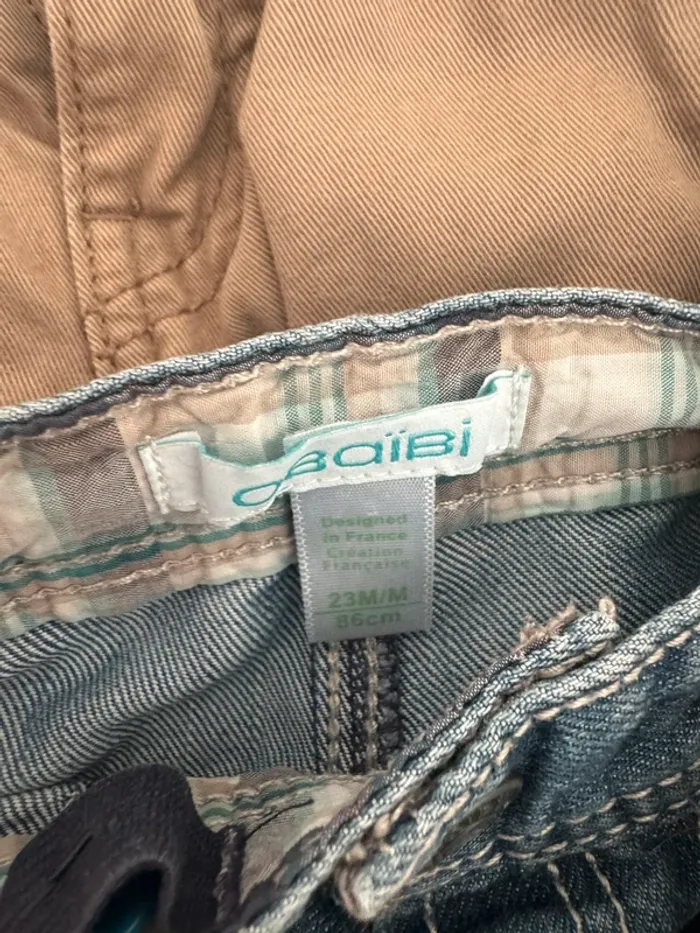 OBaïBi
Designed
in France
Création
Française
23M/M
86cm